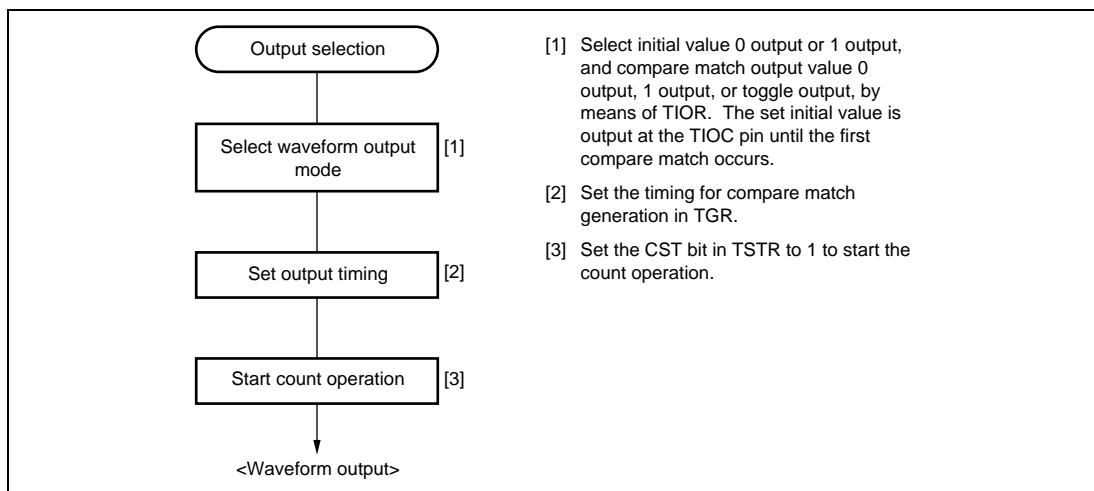 Output selection
Select waveform output
mode
[1]
Set output timing
[2]
Start count operation
[3]
<Waveform output>
[1] Select initial value 0 output or 1 output,
and compare match output value 0
output, 1 output, or toggle output, by
means of TIOR. The set initial value is
output at the TIOC pin until the first
compare match occurs.
[2] Set the timing for compare match
generation in TGR.
[3] Set the CST bit in TSTR to 1 to start the
count operation.